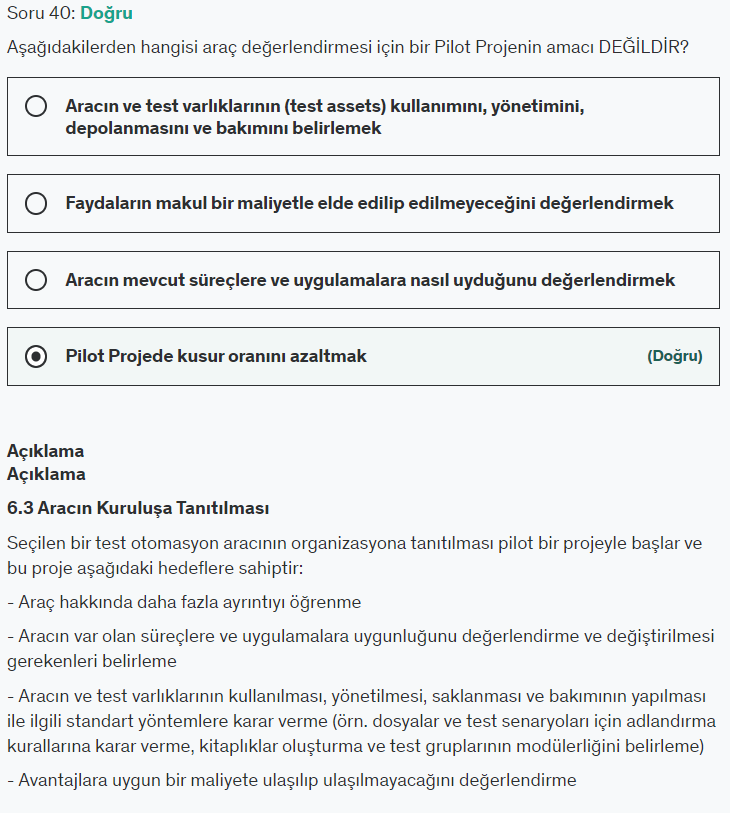 Soru 40: Doğru
Aşağıdakilerden hangisi araç değerlendirmesi için bir Pilot Projenin amacı DEĞİLDİR?
Aracın ve test varlıklarının (test assets) kullanımını, yönetimini,
depolanmasını ve bakımını belirlemek
Faydaların makul bir maliyetle elde edilip edilmeyeceğini değerlendirmek
Aracın mevcut süreçlere ve uygulamalara nasıl uyduğunu değerlendirmek
Pilot Projede kusur oranını azaltmak (Doğru)
Açıklama
Açıklama
6.3 Aracın Kuruluşa Tanıtılması
Seçilen bir test otomasyon aracının organizasyona tanıtılması pilot bir projeyle başlar ve
bu proje aşağıdaki hedeflere sahiptir:
- Araç hakkında daha fazla ayrıntıyı öğrenme
- Aracın var olan süreçlere ve uygulamalara uygunluğunu değerlendirme ve değiştirilmesi
gerekenleri belirleme
- Aracın ve test varlıklarının kullanılması, yönetilmesi, saklanması ve bakımının yapılması
ile ilgili standart yöntemlere karar verme (örn. dosyalar ve test senaryoları için adlandırma
kurallarına karar verme, kitaplıklar oluşturma ve test gruplarının modülerliğini belirleme)
- Avantajlara uygun bir maliyete ulaşılıp ulaşılmayacağını değerlendirme